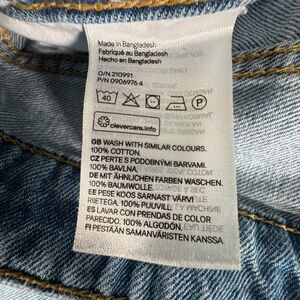 Made in Bangladesh
Fabriqué au Bangladesh
Hecho en Bangladesh
O/N 210991
P/N 0906976 4
40
P
clevercare.info
GB WASH WITH SIMILAR COLOURS.
100% COTTON.
CZ PERTE S PODOBNÝMI BARVAMI.
100% BAVLNA.
DE MIT ÄHNLICHEN FARBEN WASCHEN.
100% BAUMWOLLE.
EE PESE KOOS SARNAST VÄRVI
RIIETEGA. 100% PUUVILL.
ES LAVAR CON PRENDAS DE COLOR
PARECIDO. 100% ALGODÓN.
FI PESTÄÄN SAMANVÄRISTEN KANSSA.